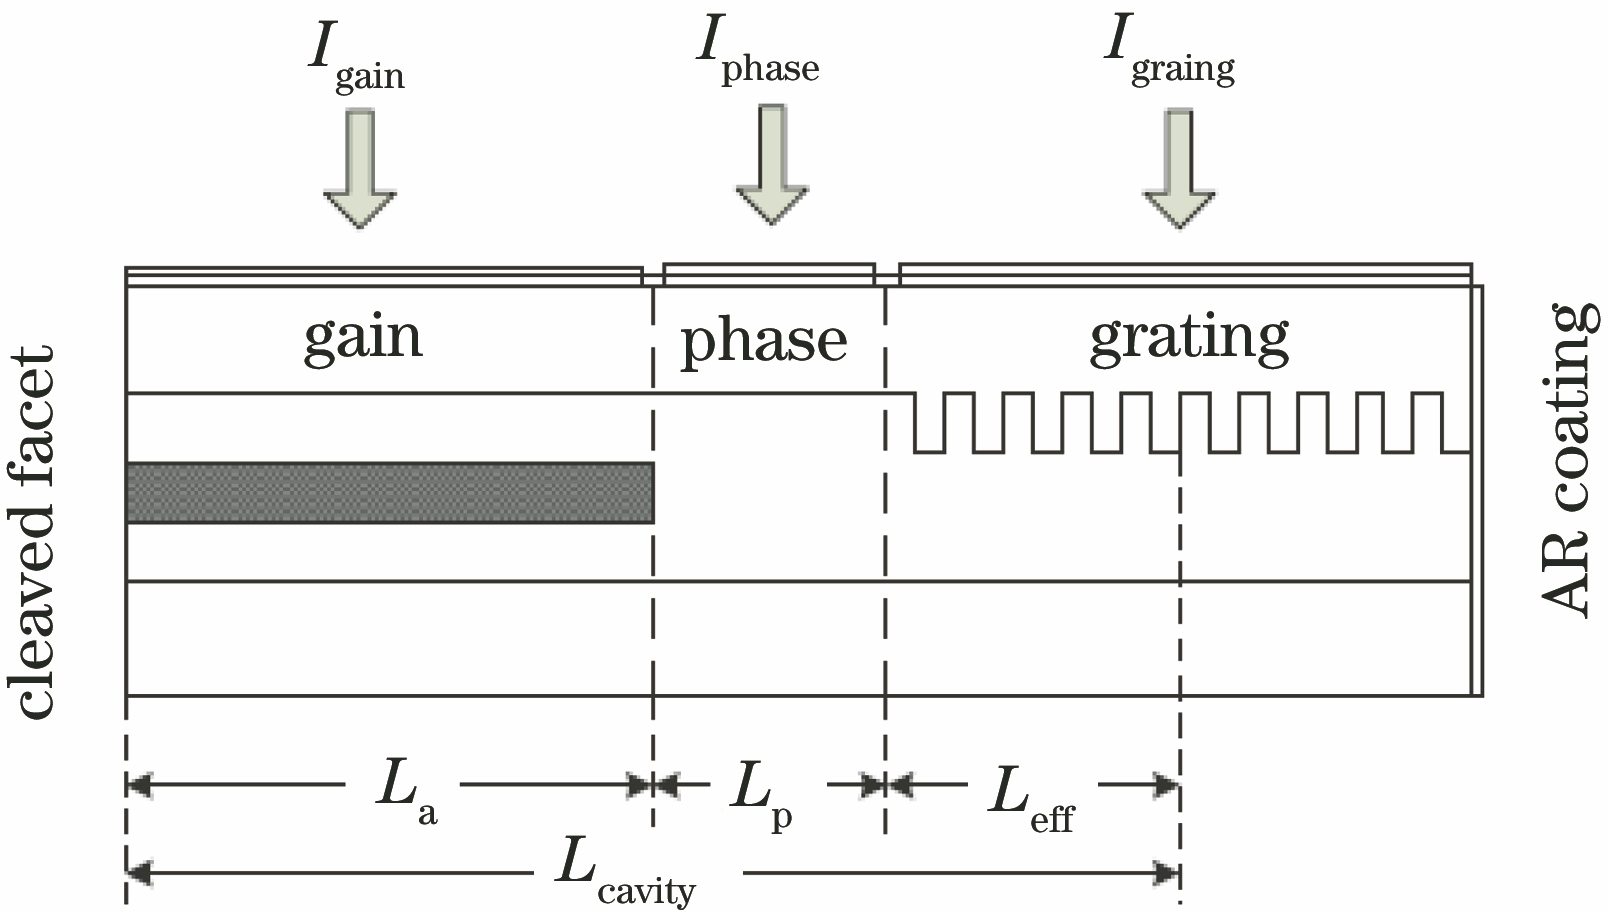 I_gain
I_phase
I_graing
gain
phase
grating
cleaved facet
AR coating
L_a
L_p
L_eff
L_cavity